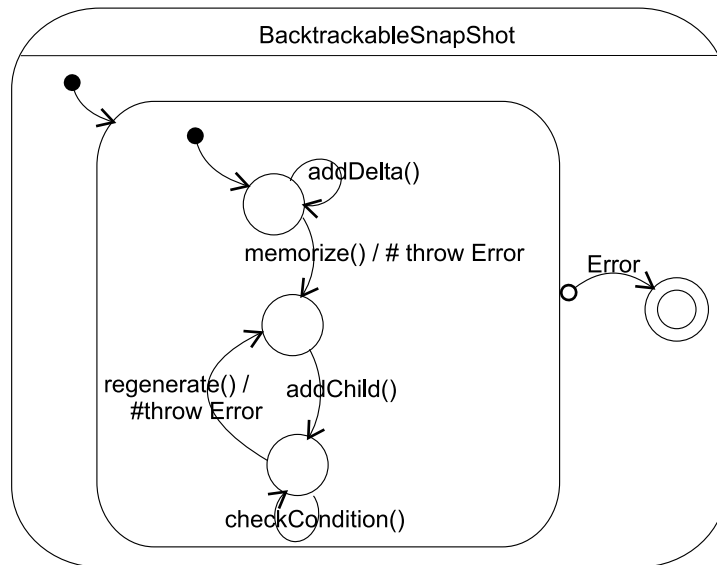 BacktrackableSnapShot
addDelta()
memorize() / # throw Error
Error
regenerate() /
#throw Error
addChild()
checkCondition()